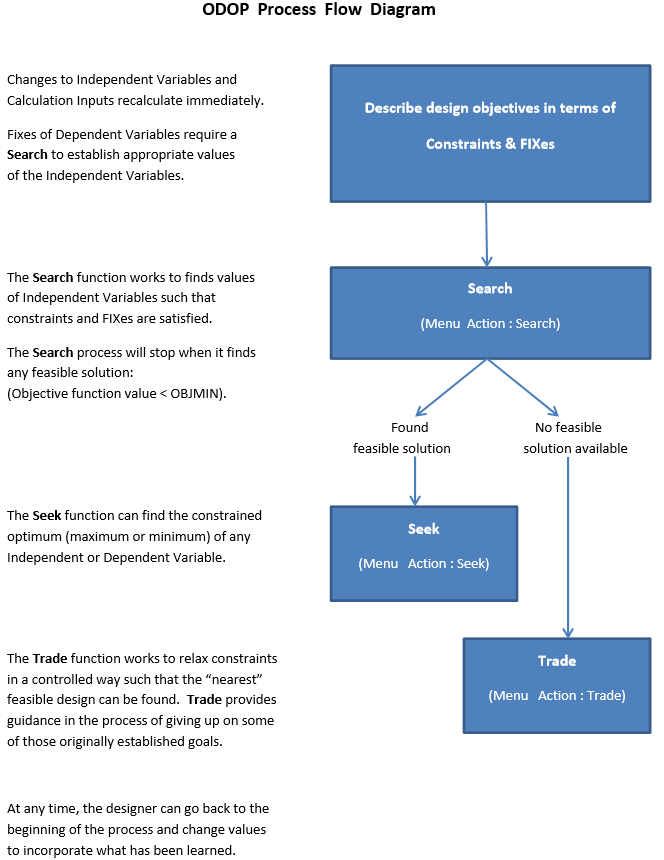 ODOP Process Flow Diagram
Changes to Independent Variables and
Calculation Inputs recalculate immediately.
Fixes of Dependent Variables require a
Search to establish appropriate values
of the Independent Variables.
Describe design objectives in terms of
Constraints & FIXes
The Search function works to finds values
of Independent Variables such that
constraints and FIXes are satisfied.
The Search process will stop when it finds
any feasible solution:
(Objective function value < OBJMIN).
Search
(Menu Action : Search)
Found
feasible solution
No feasible
solution available
The Seek function can find the constrained
optimum (maximum or minimum) of any
Independent or Dependent Variable.
Seek
(Menu Action : Seek)
The Trade function works to relax constraints
in a controlled way such that the “nearest”
feasible design can be found. Trade provides
guidance in the process of giving up on some
of those originally established goals.
Trade
(Menu Action : Trade)
At any time, the designer can go back to the
beginning of the process and change values
to incorporate what has been learned.